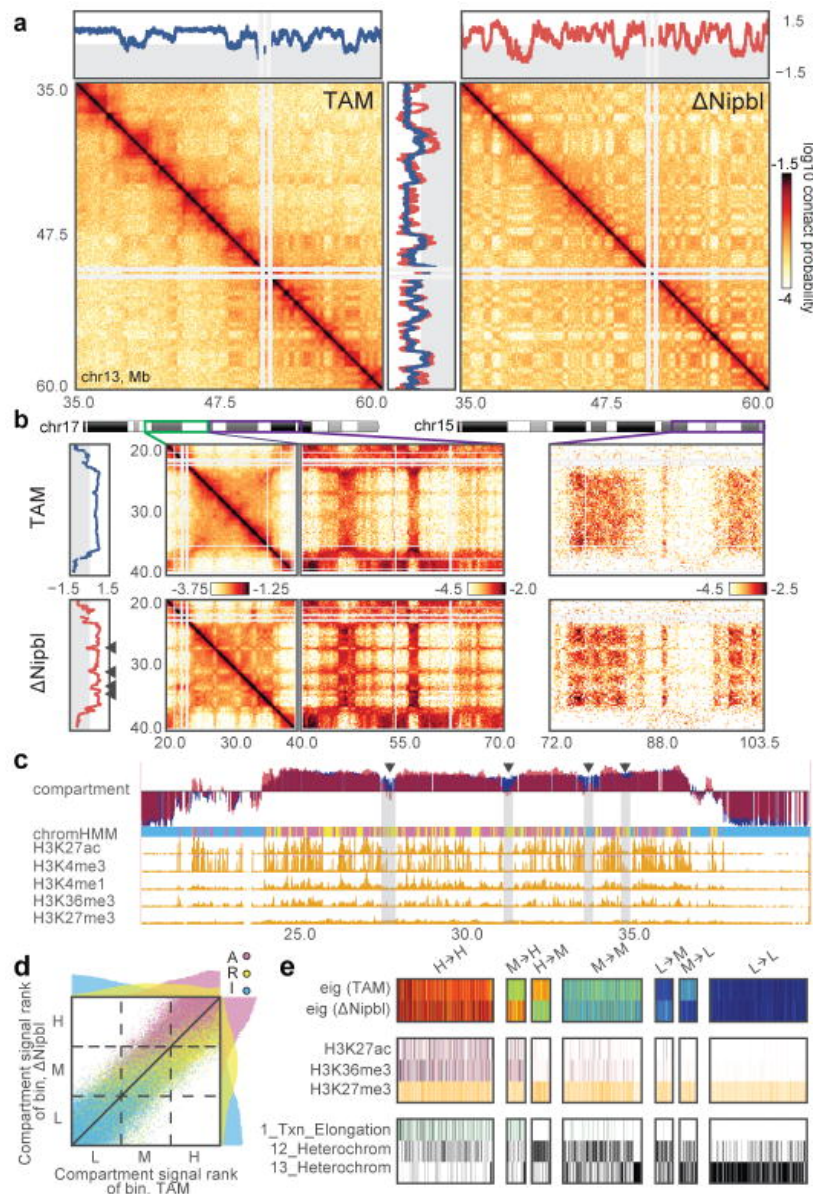 a
1.5
-1.5
TAM
ΔNipbl
35.0
47.5
60.0
chr13, Mb
35.0
47.5
60.0
35.0
47.5
60.0
-1.5
log10 contact probability
-4
b
chr17
chr15
TAM
20.0
30.0
40.0
-1.5
1.5
-3.75
-1.25
-4.5
-2.0
-4.5
-2.5
ΔNipbl
20.0
30.0
40.0
20.0
30.0
40.0
55.0
70.0
72.0
88.0
103.5
c
compartment
chromHMM
H3K27ac
H3K4me3
H3K4me1
H3K36me3
H3K27me3
25.0
30.0
35.0
d
A
R
I
Compartment signal rank
of bin, ΔNipbl
H
M
L
L
M
H
Compartment signal rank
of bin, TAM
e
H→H
M→H
H→M
M→M
L→M
M→L
L→L
eig (TAM)
eig (ΔNipbl)
H3K27ac
H3K36me3
H3K27me3
1_Txn_Elongation
12_Heterochrom
13_Heterochrom